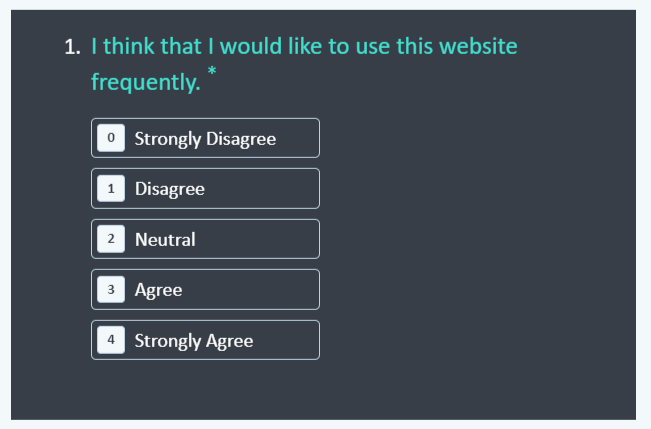 1. I think that I would like to use this website
frequently. *
0 Strongly Disagree
1 Disagree
2 Neutral
3 Agree
4 Strongly Agree